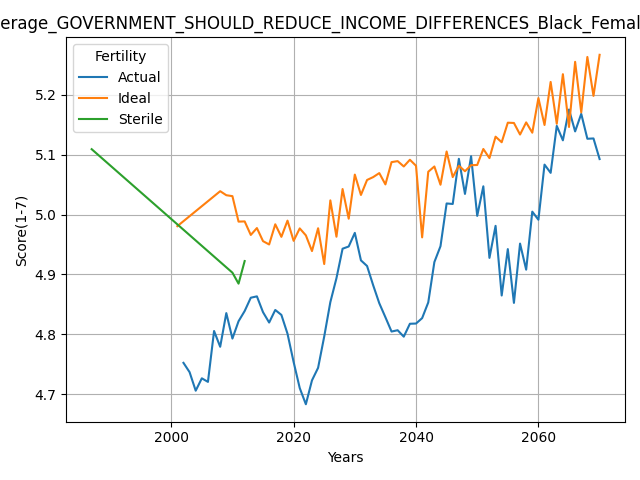 erage_GOVERNMENT_SHOULD_REDUCE_INCOME_DIFFERENCES_Black_Femal
Fertility
Actual
Ideal
Sterile
5.2
5.1
5.0
4.9
4.8
4.7
Score(1-7)
2000
2020
2040
2060
Years